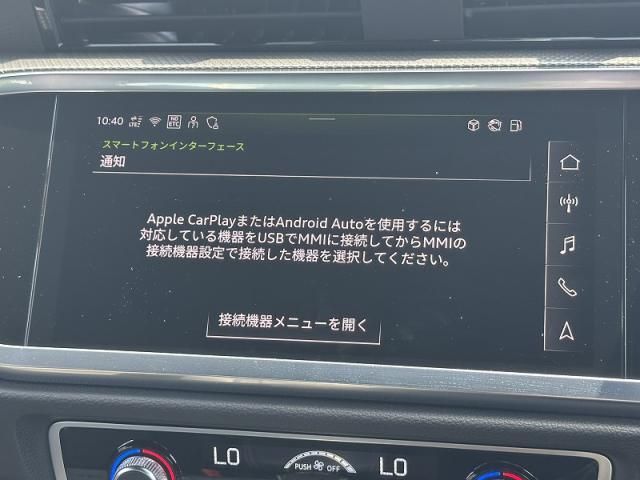 10:40
NO
ETC
スマートフォンインターフェース
通知
Apple CarPlayまたはAndroid Autoを使用するには
対応している機器をUSBでMMIに接続してからMMIの
接続機器設定で接続した機器を選択してください。
接続機器メニューを開く
LO
PUSH OFF
LO